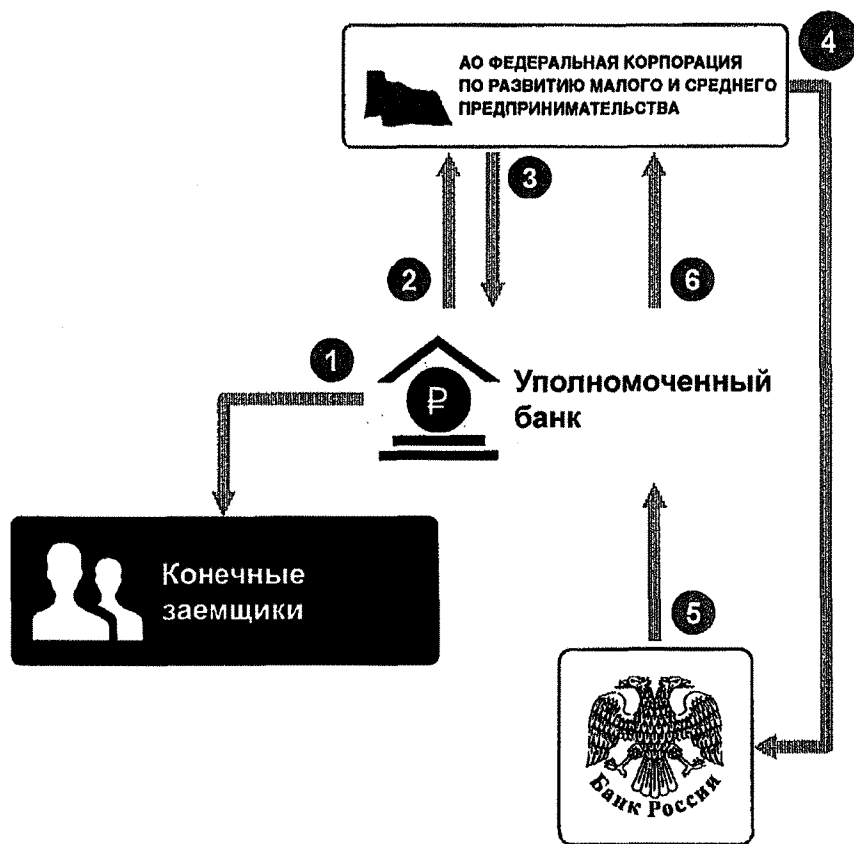 4
АО ФЕДЕРАЛЬНАЯ КОРПОРАЦИЯ
ПО РАЗВИТИЮ МАЛОГО И СРЕДНЕГО
ПРЕДПРИНИМАТЕЛЬСТВА
3
2
6
1
₽
Уполномоченный
банк
Конечные
заемщики
5
Банк России